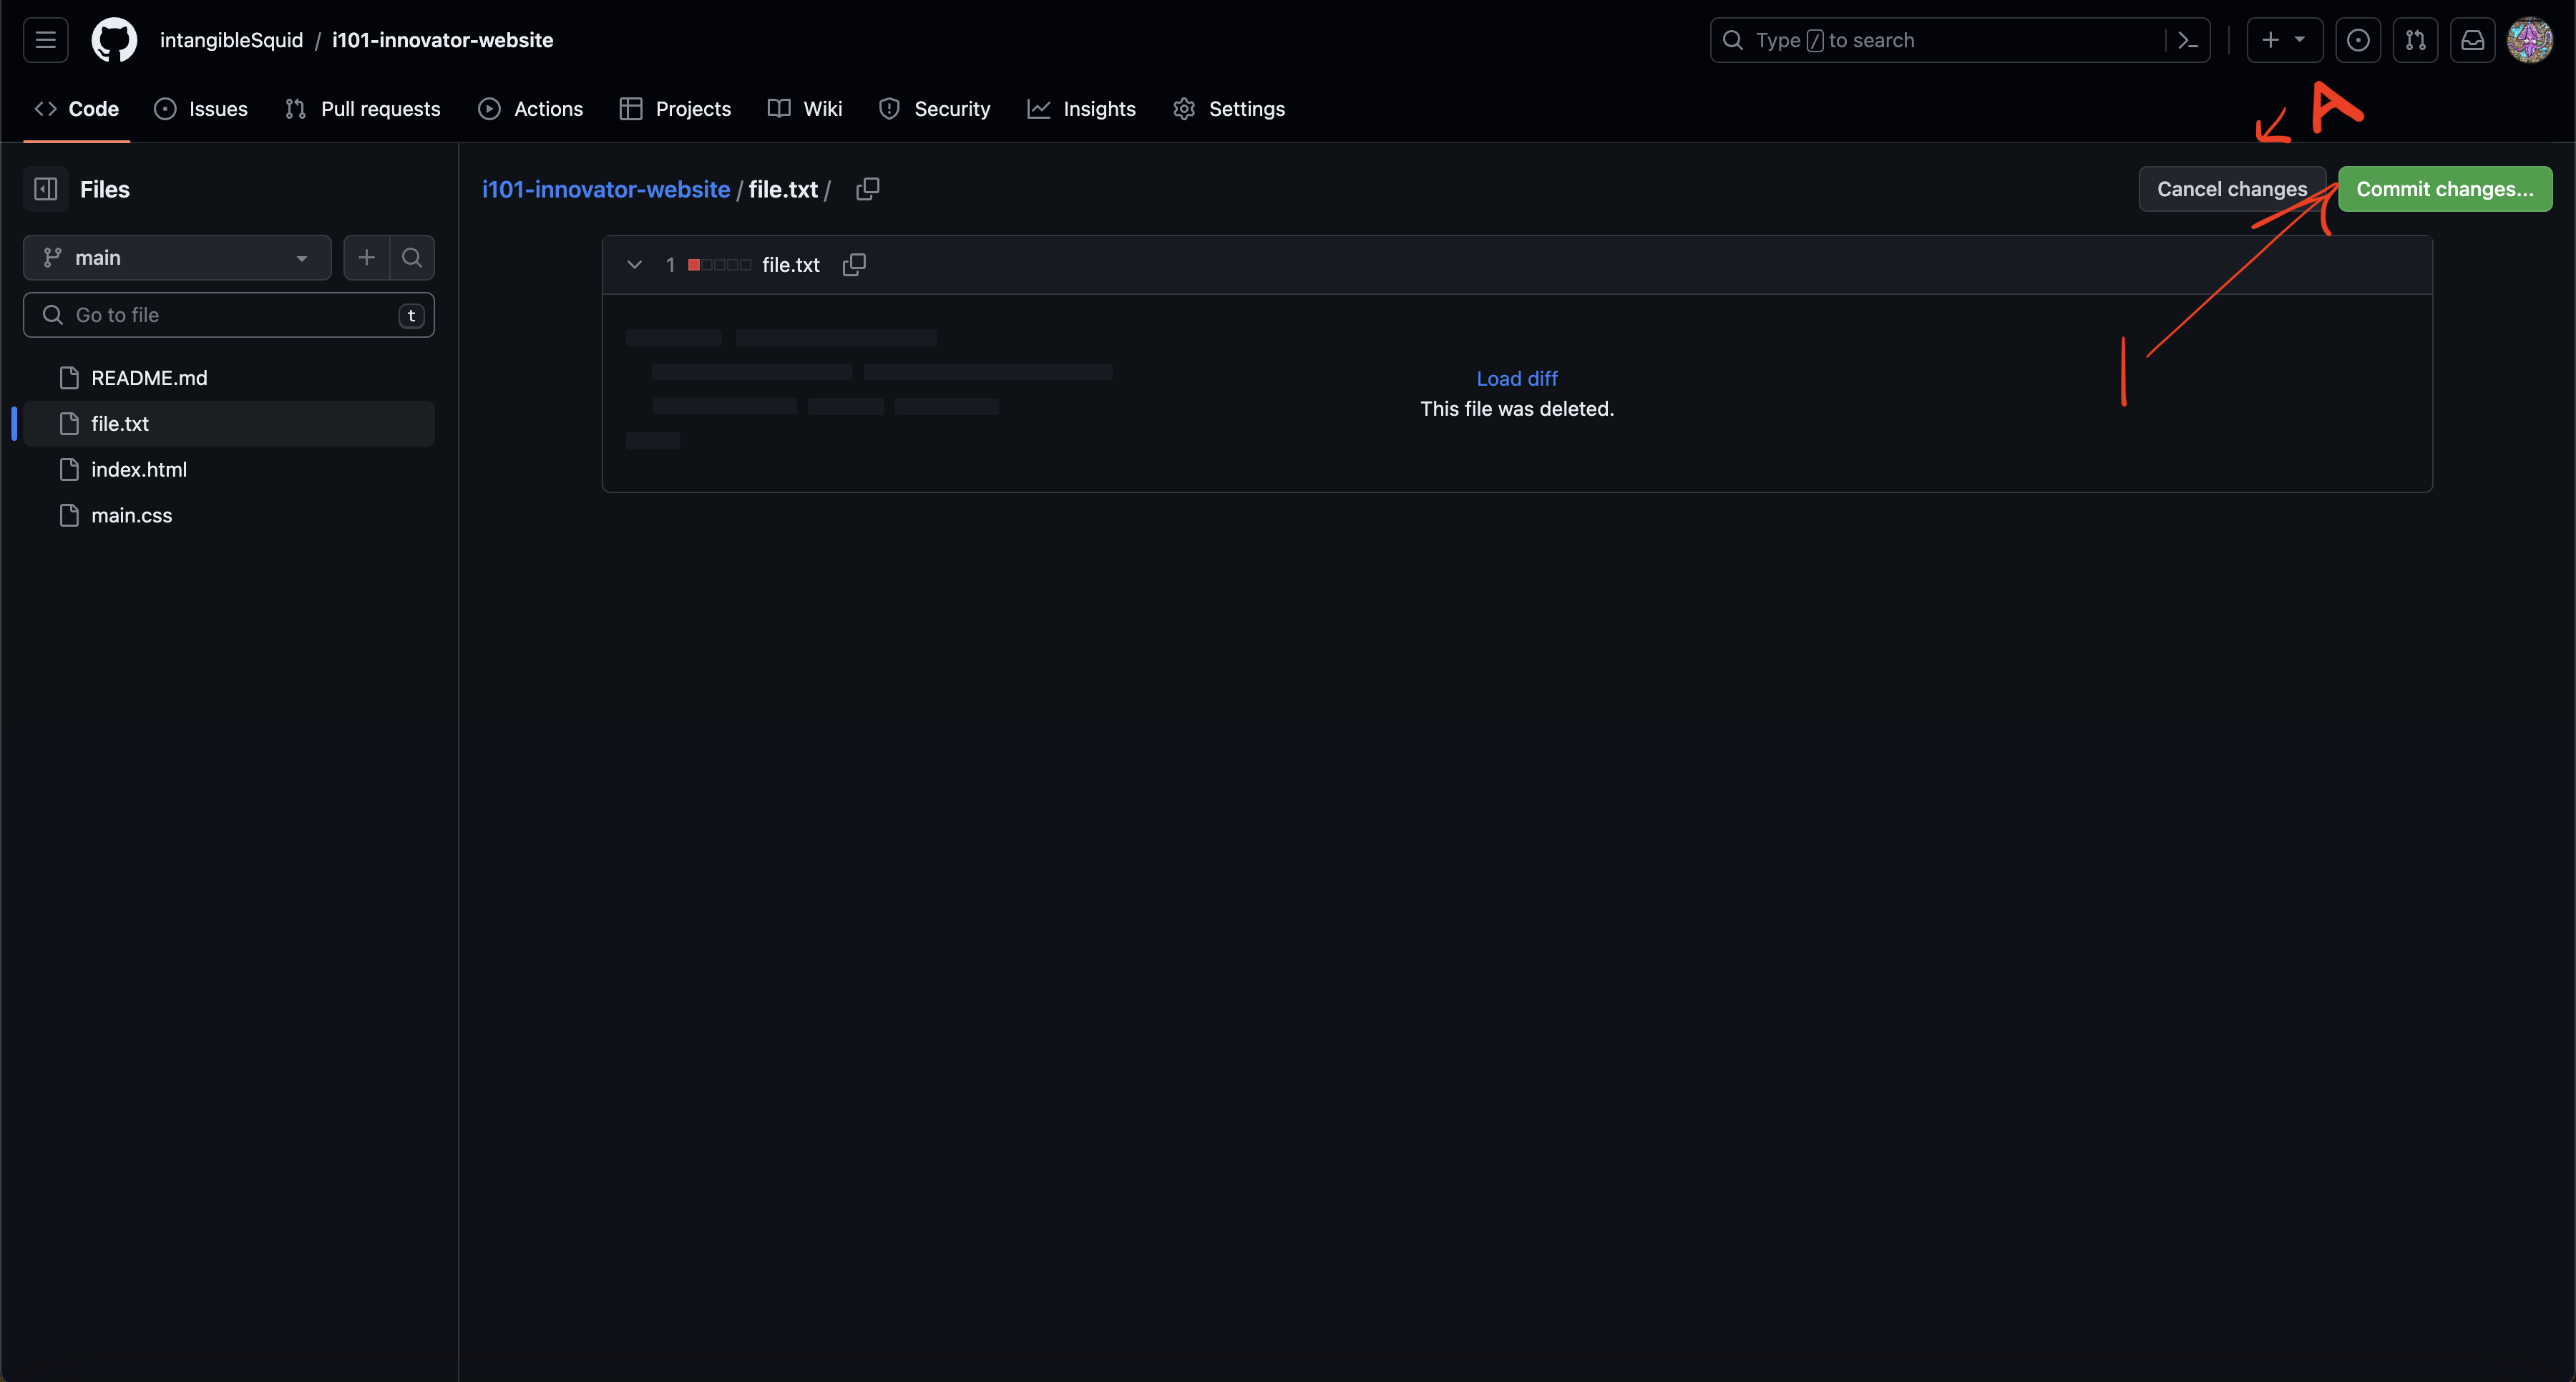 intangibleSquid / i101-innovator-website
Type / to search
Code Issues Pull requests Actions Projects Wiki Security Insights Settings
A
Files
i101-innovator-website / file.txt /
Cancel changes
Commit changes...
main
1 file.txt
Go to file
t
Load diff
This file was deleted.
1
README.md
file.txt
index.html
main.css